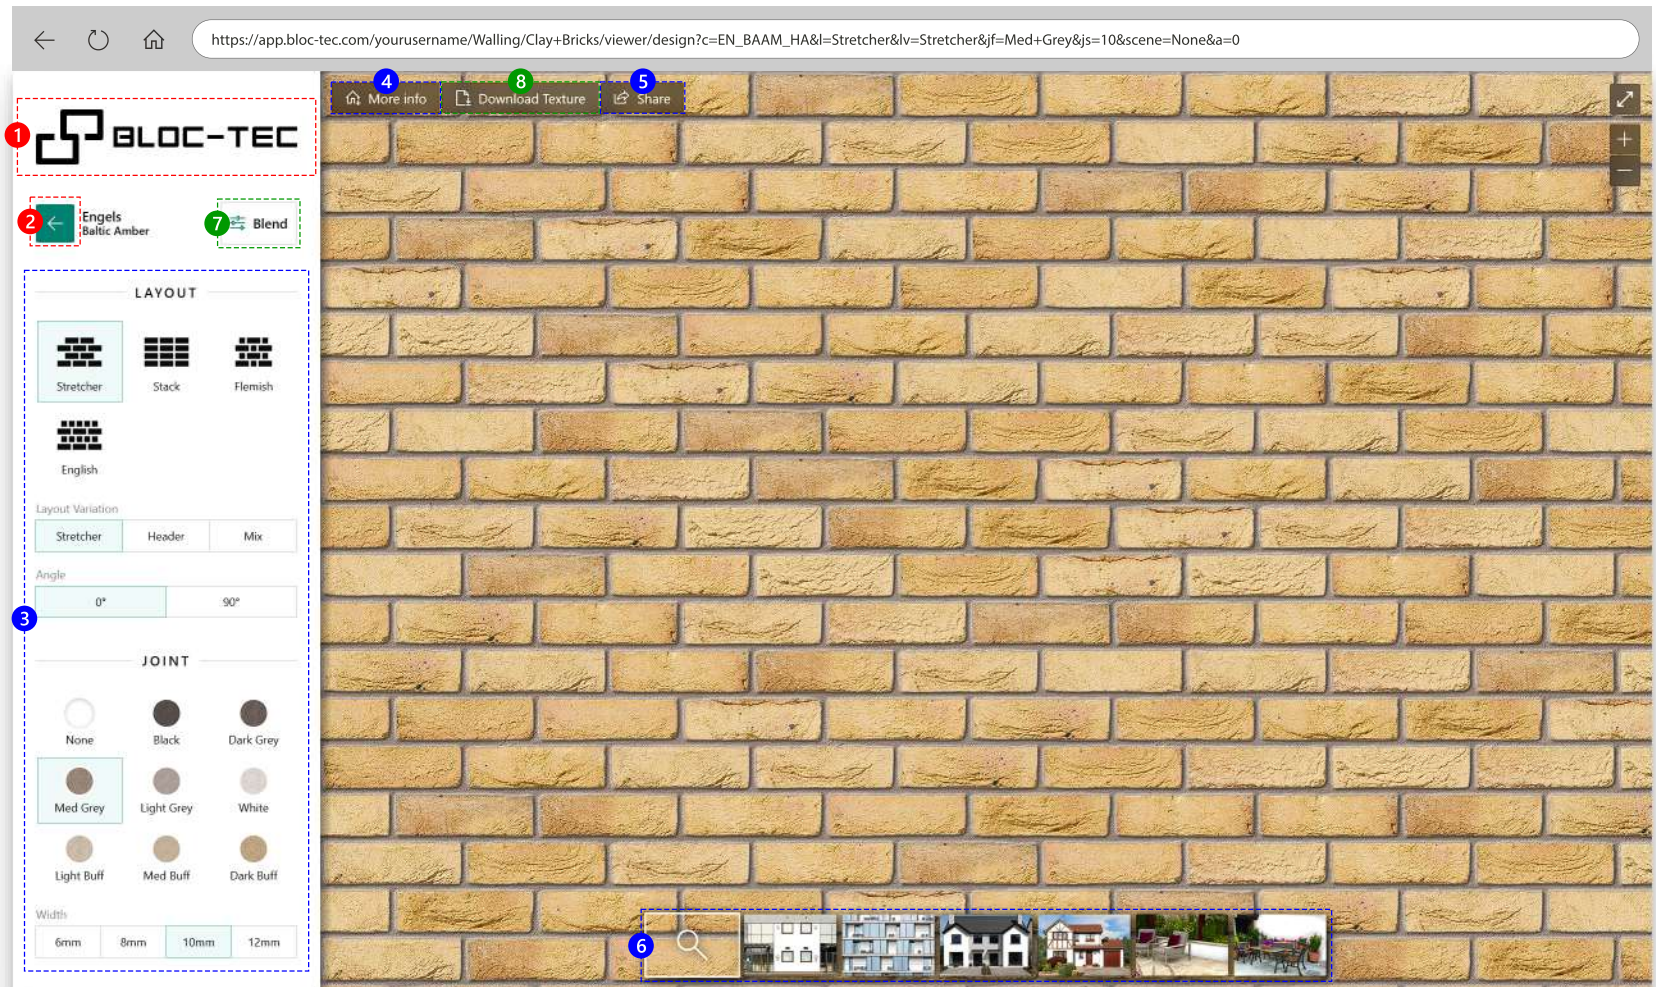 https://app.bloc-tec.com/yourusername/Walling/Clay+Bricks/viewer/design?c=EN_BAAM_HA&l=Stretcher&lv=Stretcher&jf=Med+Grey&js=10&scene=None&a=0
4
8
5
More info
Download Texture
Share
1
BLOC-TEC
2
Engels
Baltic Amber
7
Blend
LAYOUT
Stretcher
Stack
Flemish
English
Layout Variation
Stretcher
Header
Mix
Angle
0°
90°
3
JOINT
None
Black
Dark Grey
Med Grey
Light Grey
White
Light Buff
Med Buff
Dark Buff
Width
6mm
8mm
10mm
12mm
6